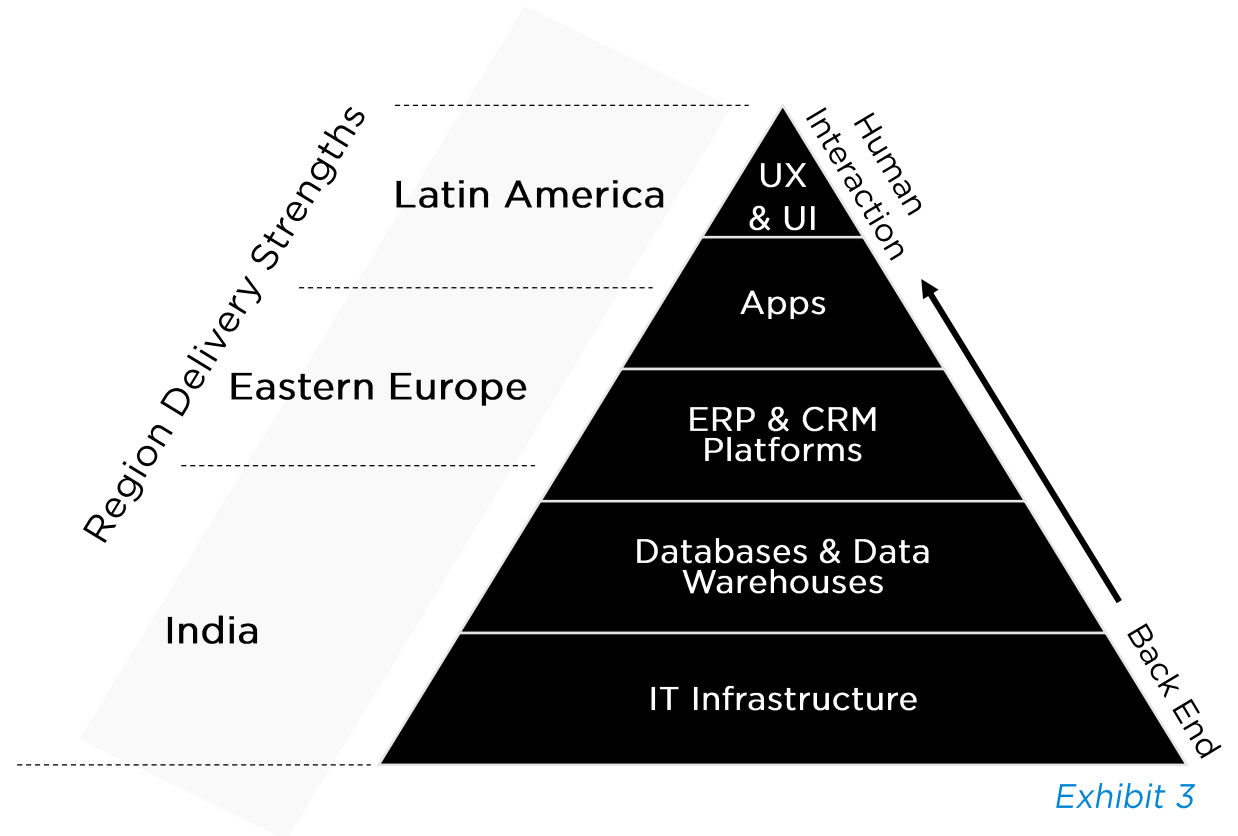 Region Delivery Strengths
Latin America
Eastern Europe
India
UX
& UI
Apps
ERP & CRM
Platforms
Databases & Data
Warehouses
IT Infrastructure
Human
Interaction
Back End
Exhibit 3